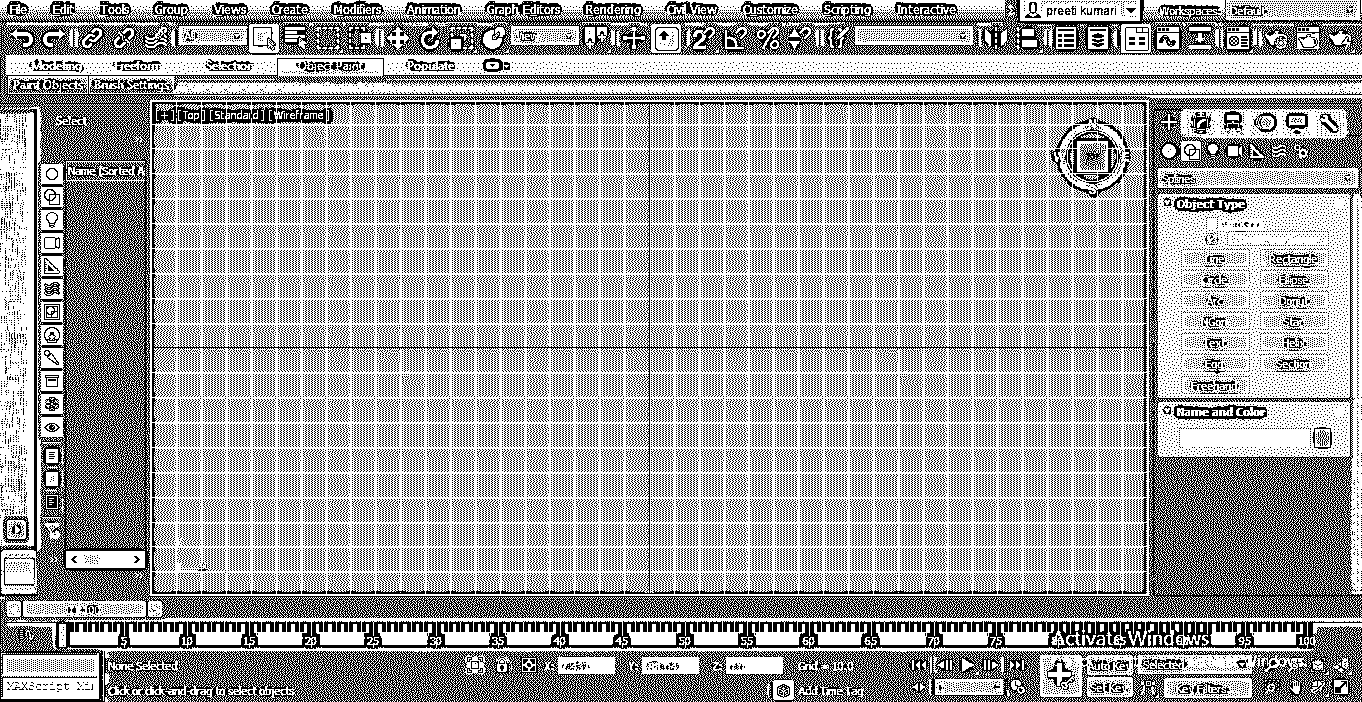 File Edit Tools Group Views Create Modifiers Animation Graph Editors Rendering Civil View Customize Scripting Interactive preeti kumari Workspaces: Default
All View
Modeling Freeform Selection Object Paint Populate
Paint Objects Brush Settings
Select
[+] [Top] [Standard] [Wireframe]
Name (Sorted A
Splines
Object Type
Line Rectangle
Circle Ellipse
Arc Donut
NGon Star
Text Helix
Egg Section
Freehand
Name and Color
5 10 15 20 25 30 35 40 45 50 55 60 65 70 75 80 85 90 95 100
Activate Windows
None Selected X: Y: Z: Auto Key Selected
MAXScript Mi Click or click-and-drag to select objects Add Time Tag Set Key Key Filters...